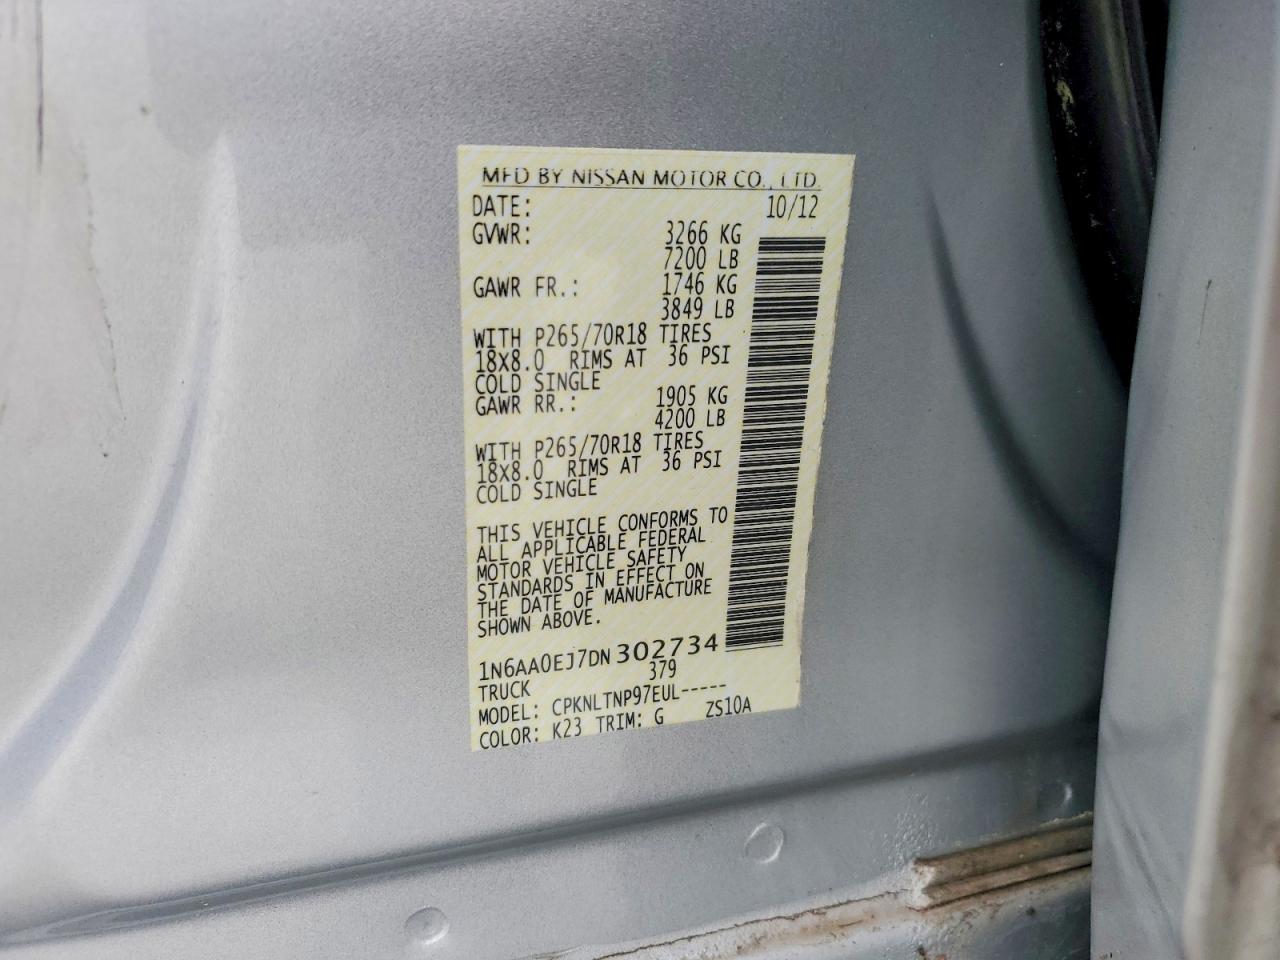 MFD BY NISSAN MOTOR CO., LTD.
DATE: 10/12
GVWR: 3266 KG
7200 LB
GAWR FR.: 1746 KG
3849 LB
WITH P265/70R18 TIRES
18X8.0 RIMS AT 36 PSI
COLD SINGLE
GAWR RR.: 1905 KG
4200 LB
WITH P265/70R18 TIRES
18X8.0 RIMS AT 36 PSI
COLD SINGLE
THIS VEHICLE CONFORMS TO
ALL APPLICABLE FEDERAL
MOTOR VEHICLE SAFETY
STANDARDS IN EFFECT ON
THE DATE OF MANUFACTURE
SHOWN ABOVE.
1N6AA0EJ7DN302734
TRUCK 379
MODEL: CPKNLTNP97EUL-----
COLOR: K23 TRIM: G ZS10A